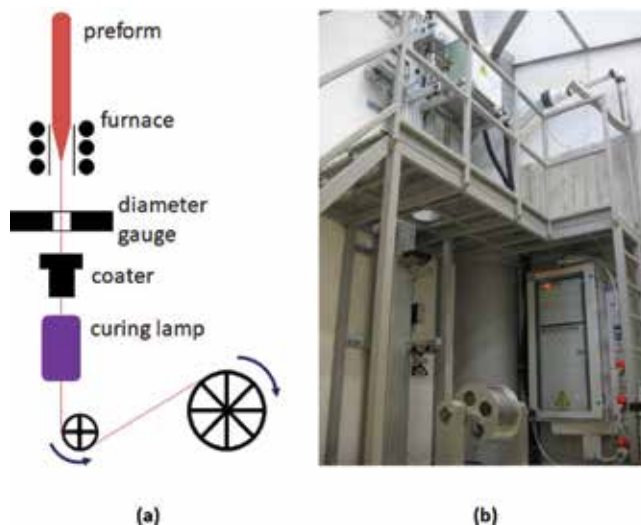 preform
furnace
diameter
gauge
coater
curing lamp
(a)
(b)